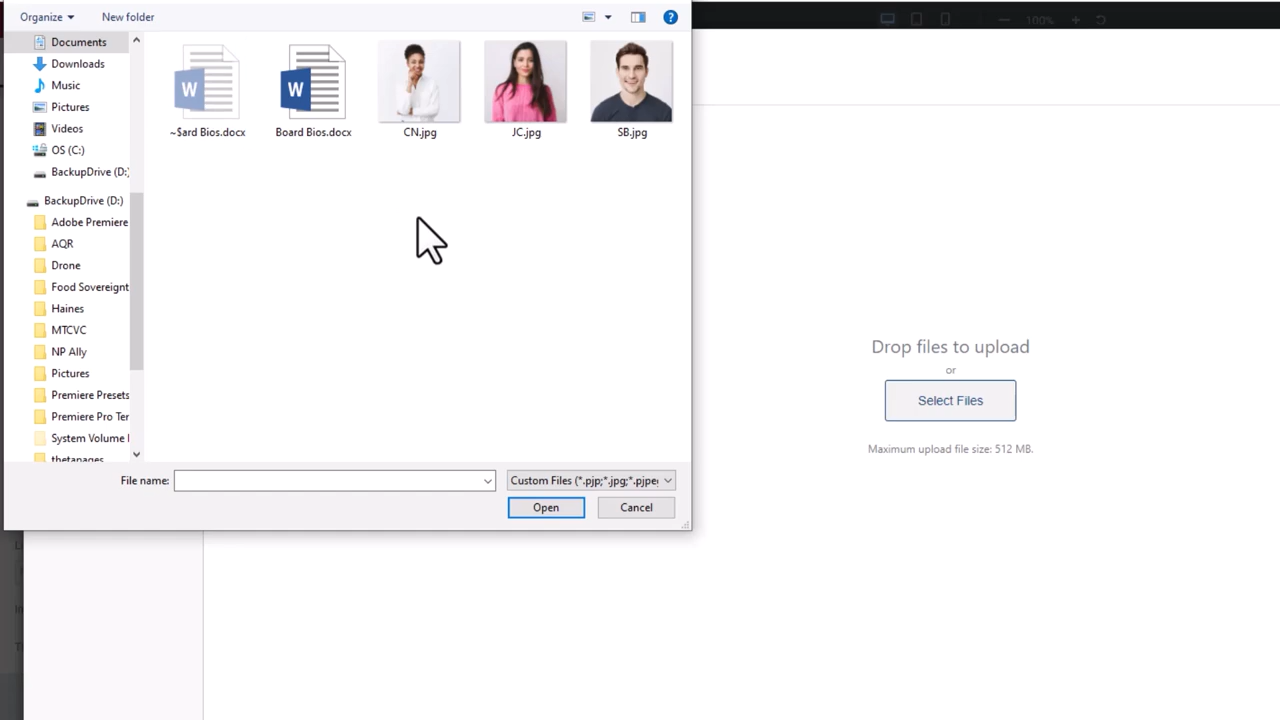 Organize
New folder
100%
Documents
Downloads
Music
Pictures
Videos
OS (C:)
BackupDrive (D:)
BackupDrive (D:)
Adobe Premiere
AQR
Drone
Food Sovereignt
Haines
MTCVC
NP Ally
Pictures
Premiere Presets
Premiere Pro Ter
System Volume I
thetapages
W
W
~$ard Bios.docx
Board Bios.docx
CN.jpg
JC.jpg
SB.jpg
Drop files to upload
or
Select Files
Maximum upload file size: 512 MB.
File name:
Custom Files (*.pjp;*.jpg;*.pjpe
Open
Cancel